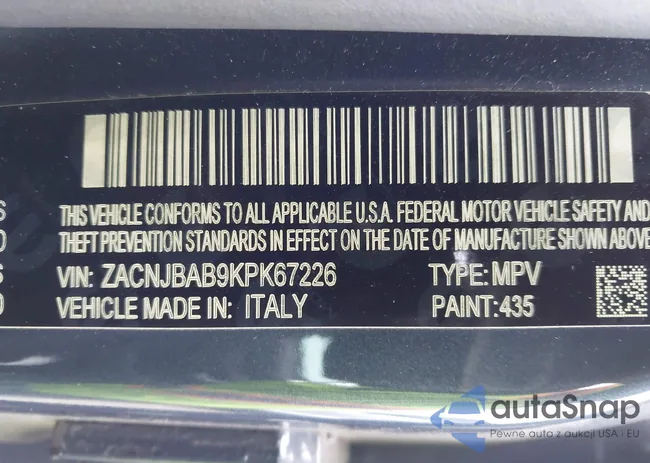 S THIS VEHICLE CONFORMS TO ALL APPLICABLE U.S.A. FEDERAL MOTOR VEHICLE SAFETY AND
0 THEFT PREVENTION STANDARDS IN EFFECT ON THE DATE OF MANUFACTURE SHOWN ABOVE
S VIN: ZACNJBAB9KPK67226 TYPE: MPV
0 VEHICLE MADE IN: ITALY PAINT: 435
autaSnap
Pewne auta z aukcji USA i EU